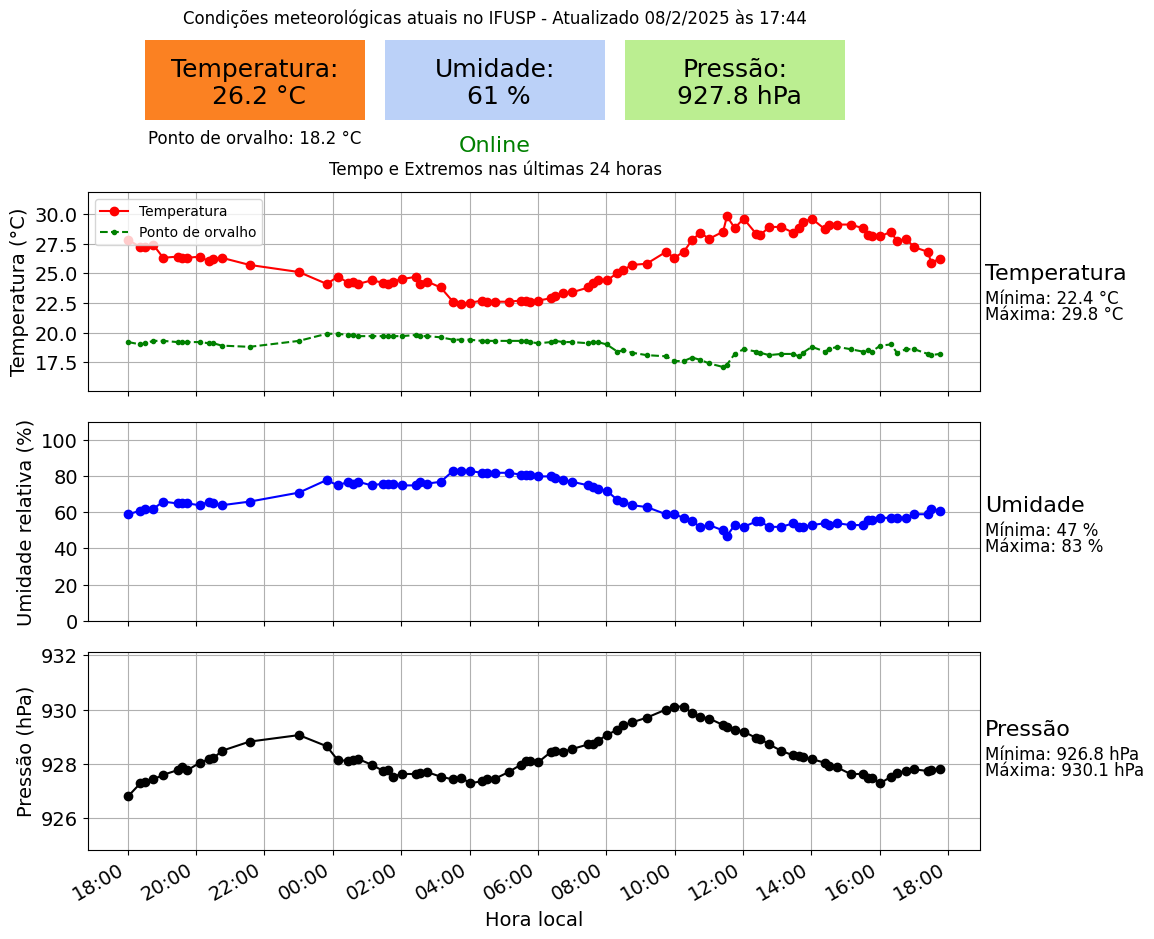 Condições meteorológicas atuais no IFUSP - Atualizado 08/2/2025 às 17:44
Temperatura:
26.2 °C
Umidade:
61 %
Pressão:
927.8 hPa
Ponto de orvalho: 18.2 °C
Online
Tempo e Extremos nas últimas 24 horas
Temperatura (°C)
30.0
27.5
25.0
22.5
20.0
17.5
Temperatura
Ponto de orvalho
Temperatura
Mínima: 22.4 °C
Máxima: 29.8 °C
Umidade relativa (%)
100
80
60
40
20
0
Umidade
Mínima: 47 %
Máxima: 83 %
Pressão (hPa)
932
930
928
926
Pressão
Mínima: 926.8 hPa
Máxima: 930.1 hPa
18:00 20:00 22:00 00:00 02:00 04:00 06:00 08:00 10:00 12:00 14:00 16:00 18:00
Hora local